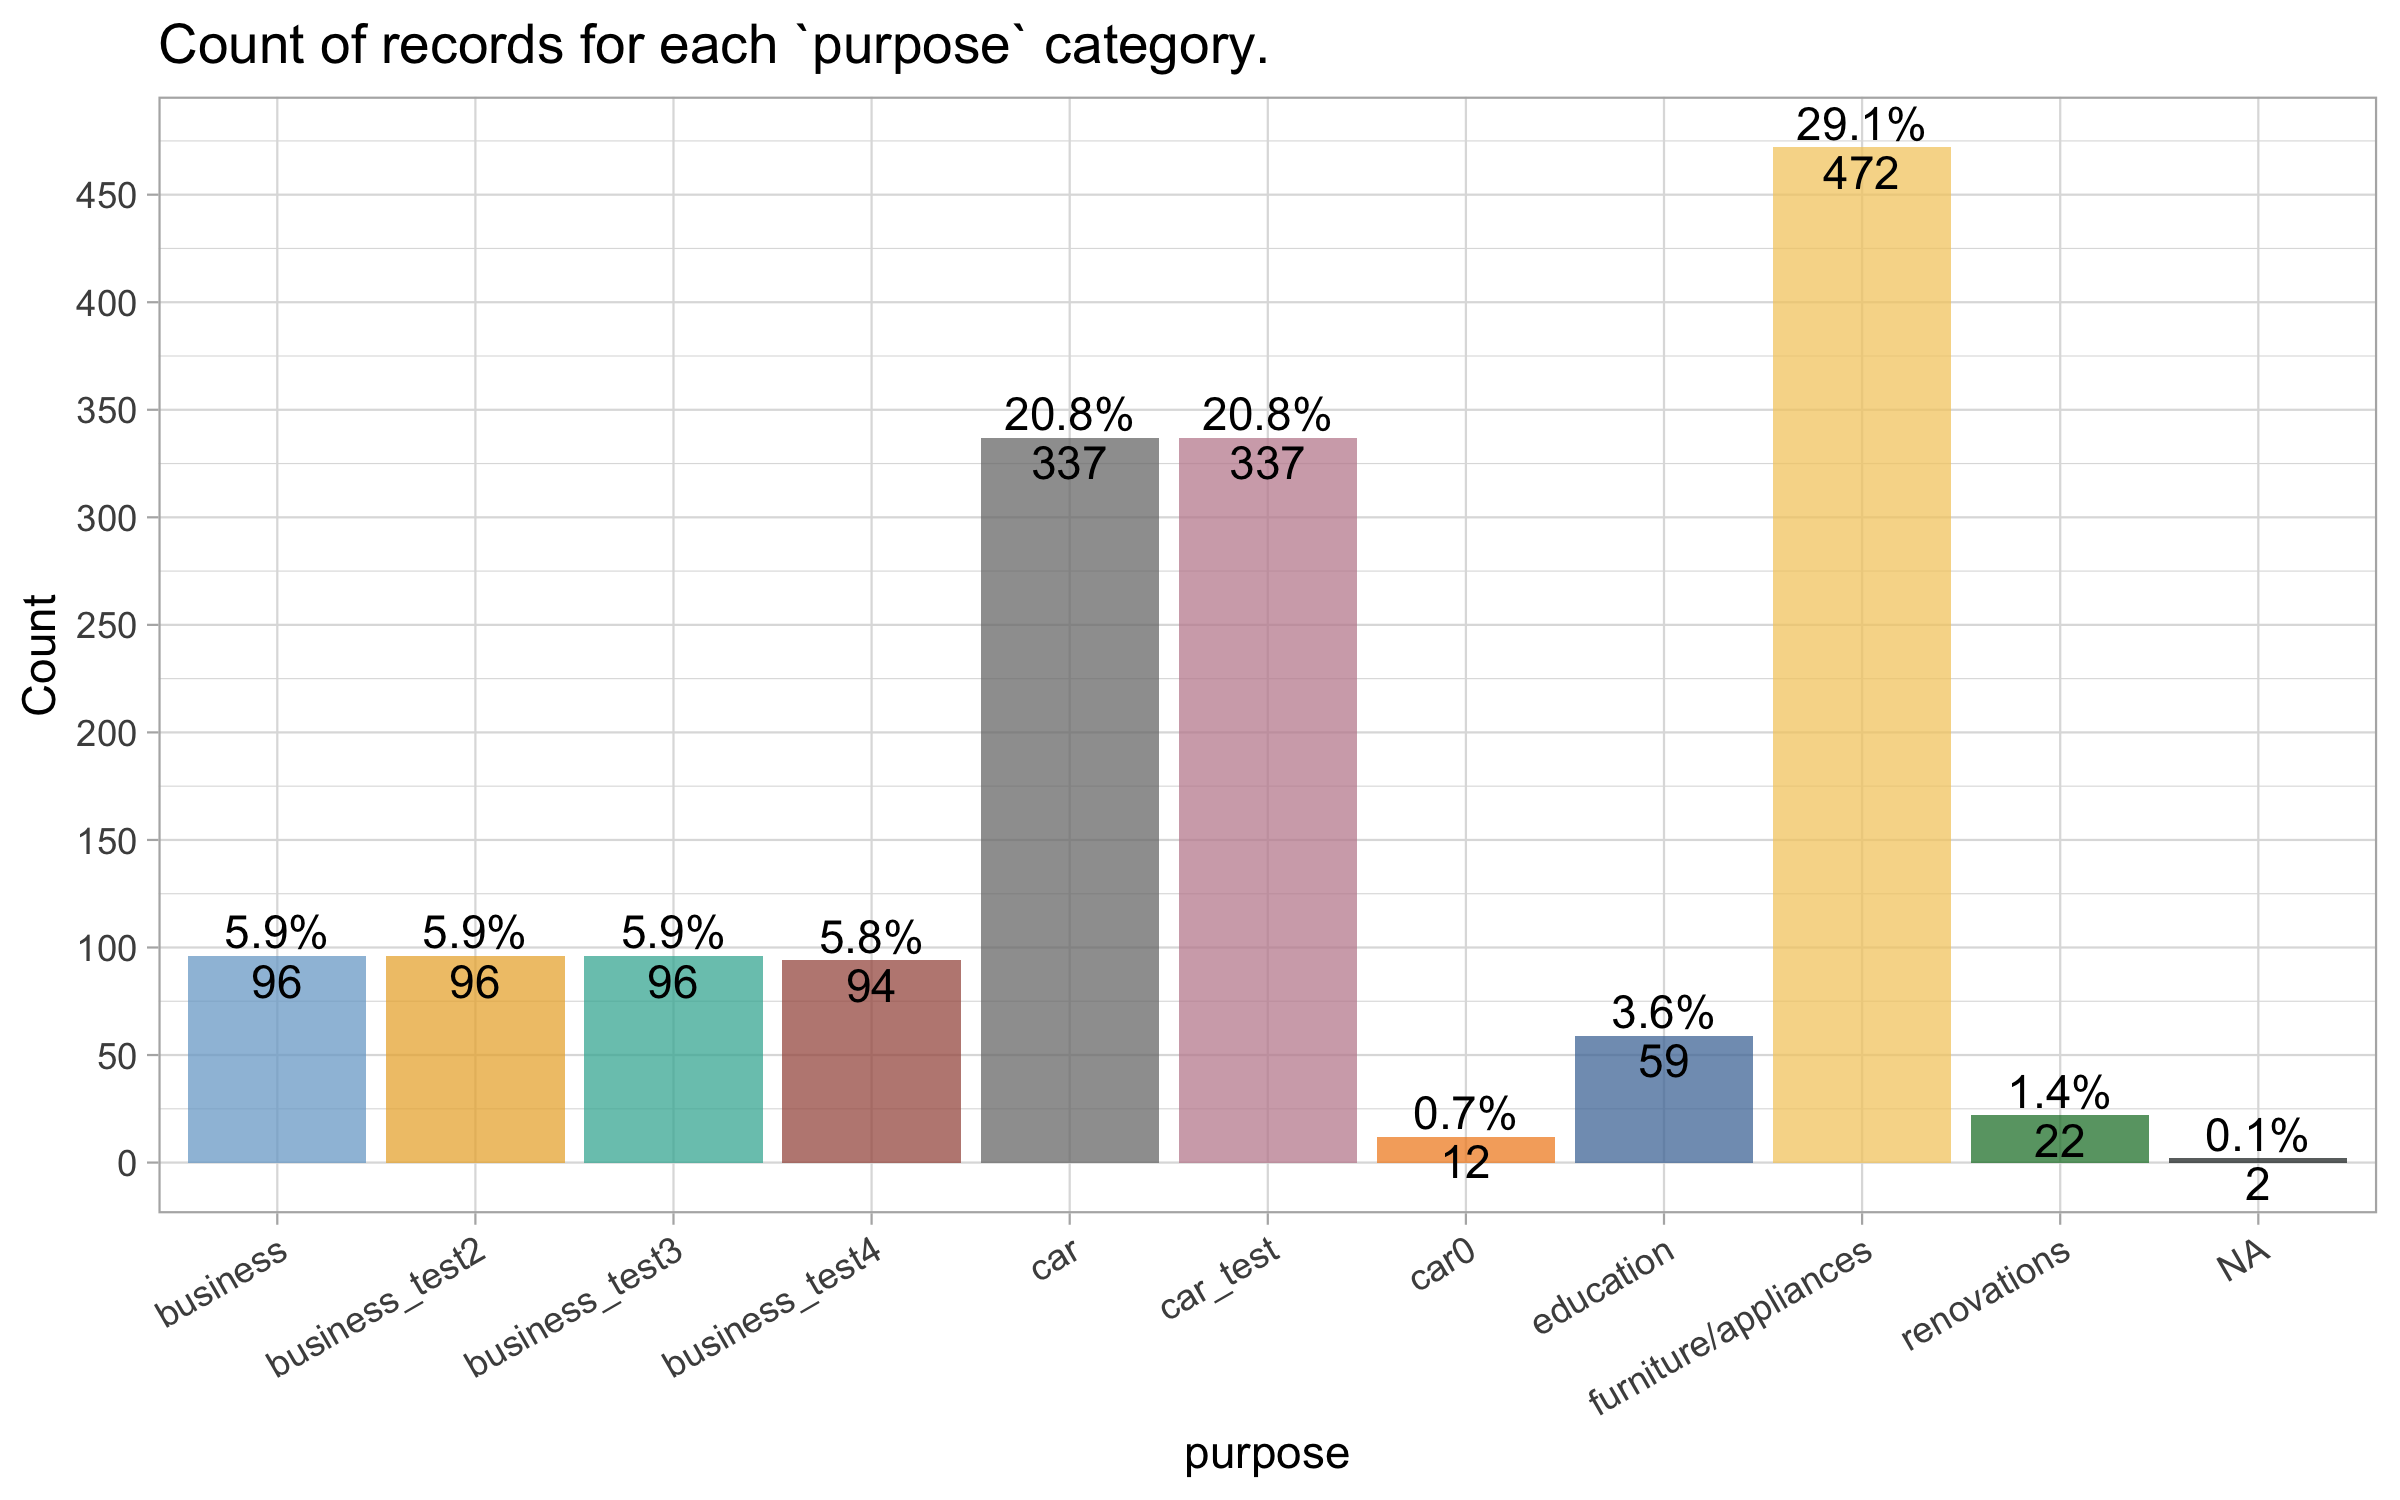 Count of records for each `purpose` category.
Count
450
400
350
300
250
200
150
100
50
0
5.9%
96
5.9%
96
5.9%
96
5.8%
94
20.8%
337
20.8%
337
0.7%
12
3.6%
59
29.1%
472
1.4%
22
0.1%
2
business
business_test2
business_test3
business_test4
car
car_test
car0
education
furniture/appliances
renovations
NA
purpose